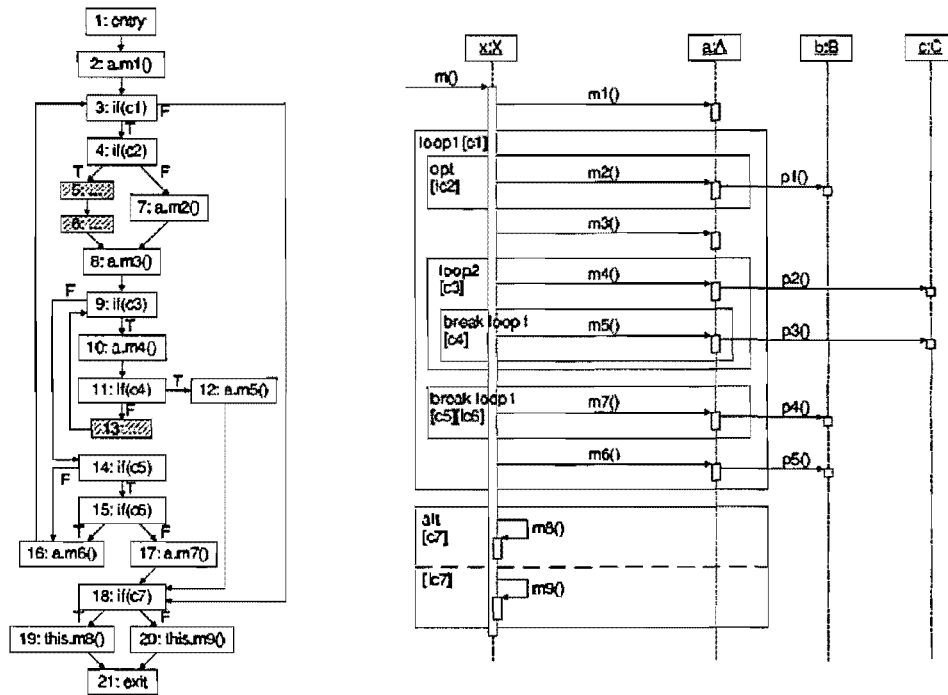 1: entry
2: a.m1()
3: if(c1)
F
T
4: if(c2)
T
F
5: ...
7: a.m2()
6: ...
8: a.m3()
F
9: if(c3)
T
10: a.m4()
11: if(c4)
T
12: a.m5()
F
13: ...
14: if(c5)
F
T
15: if(c6)
T
F
16: a.m6()
17: a.m7()
18: if(c7)
T
F
19: this.m8()
20: this.m9()
21: exit
x:X
a:A
b:B
c:C
m()
m1()
loop1 [c1]
opt
[!c2]
m2()
p1()
m3()
loop2
[c3]
m4()
p2()
break loop1
[c4]
m5()
p3()
break loop1
[c5][!c6]
m7()
p4()
m6()
p5()
alt
[c7]
m8()
[!c7]
m9()